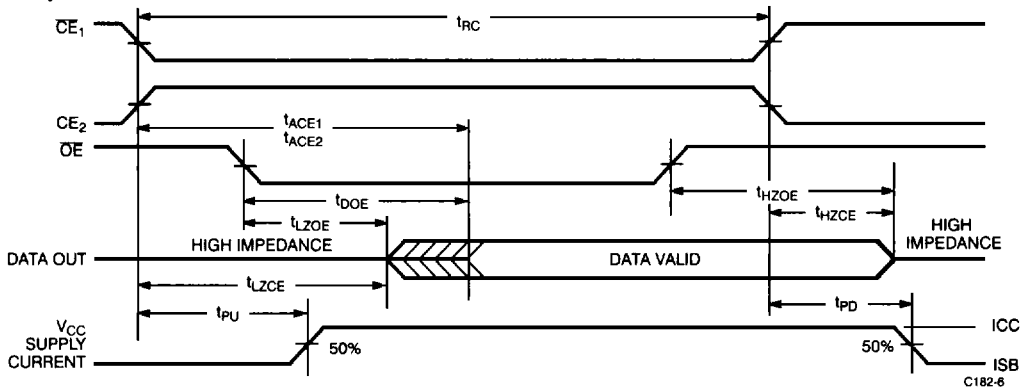 tRC
CE1
CE2
tACE1
tACE2
OE
tDOE
tHZOE
tLZOE
tHZCE
HIGH IMPEDANCE
HIGH
IMPEDANCE
DATA OUT
DATA VALID
tLZCE
tPU
tPD
VCC
SUPPLY
CURRENT
50%
50%
ICC
ISB
C182-6